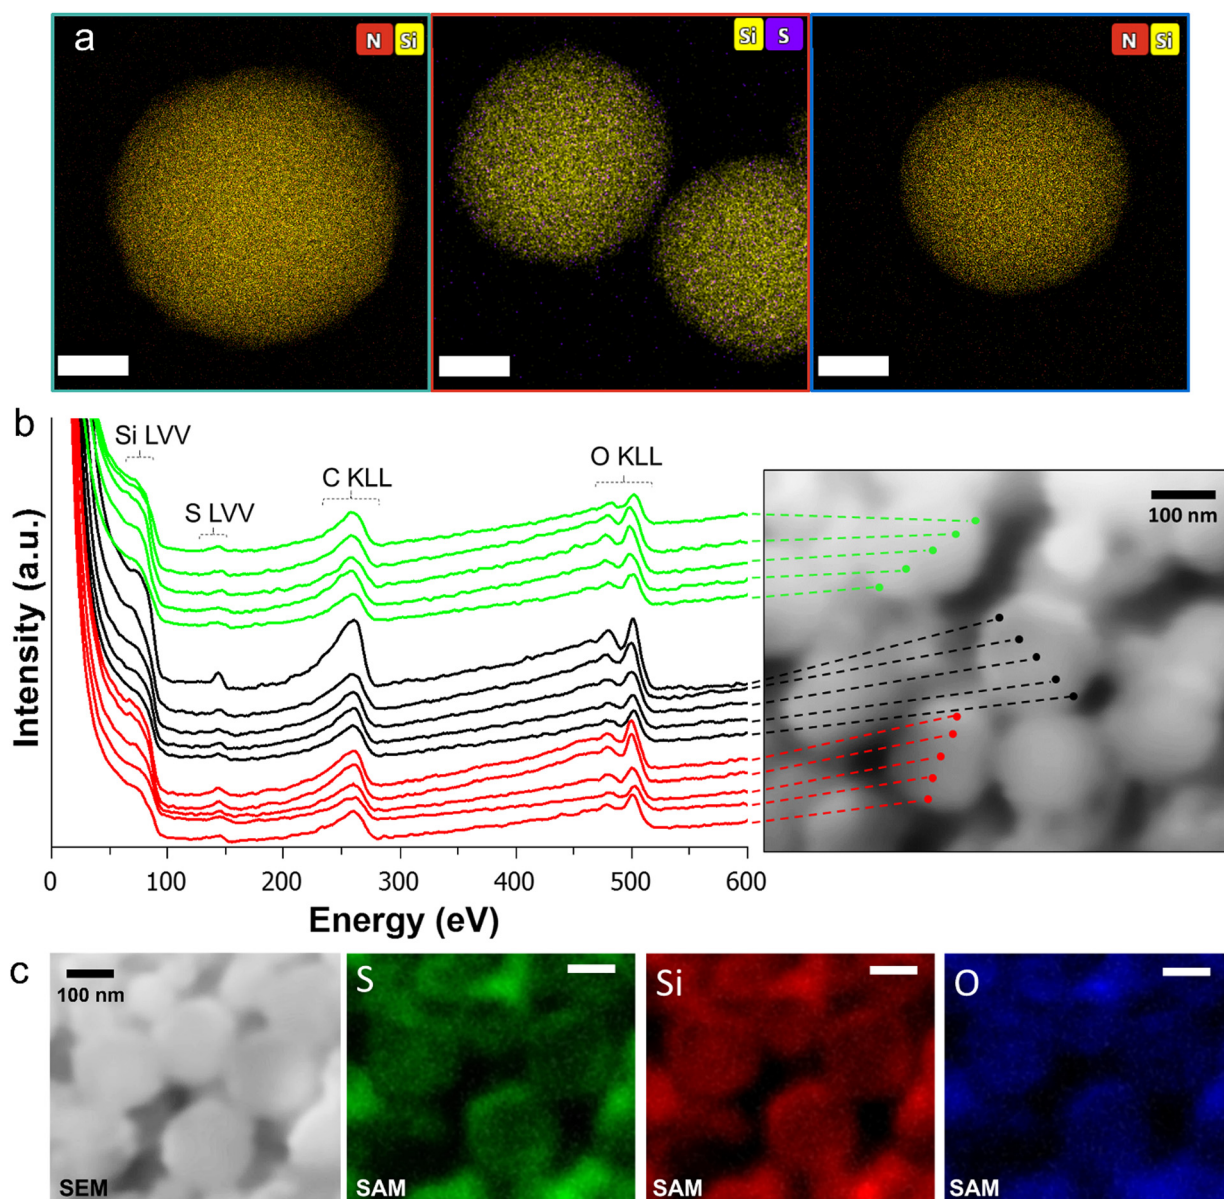 a
N Si
Si S
N Si
b
Si LVV
S LVV
C KLL
O KLL
100 nm
Intensity (a.u.)
0 100 200 300 400 500 600
Energy (eV)
c
100 nm
SEM
S
SAM
Si
SAM
O
SAM